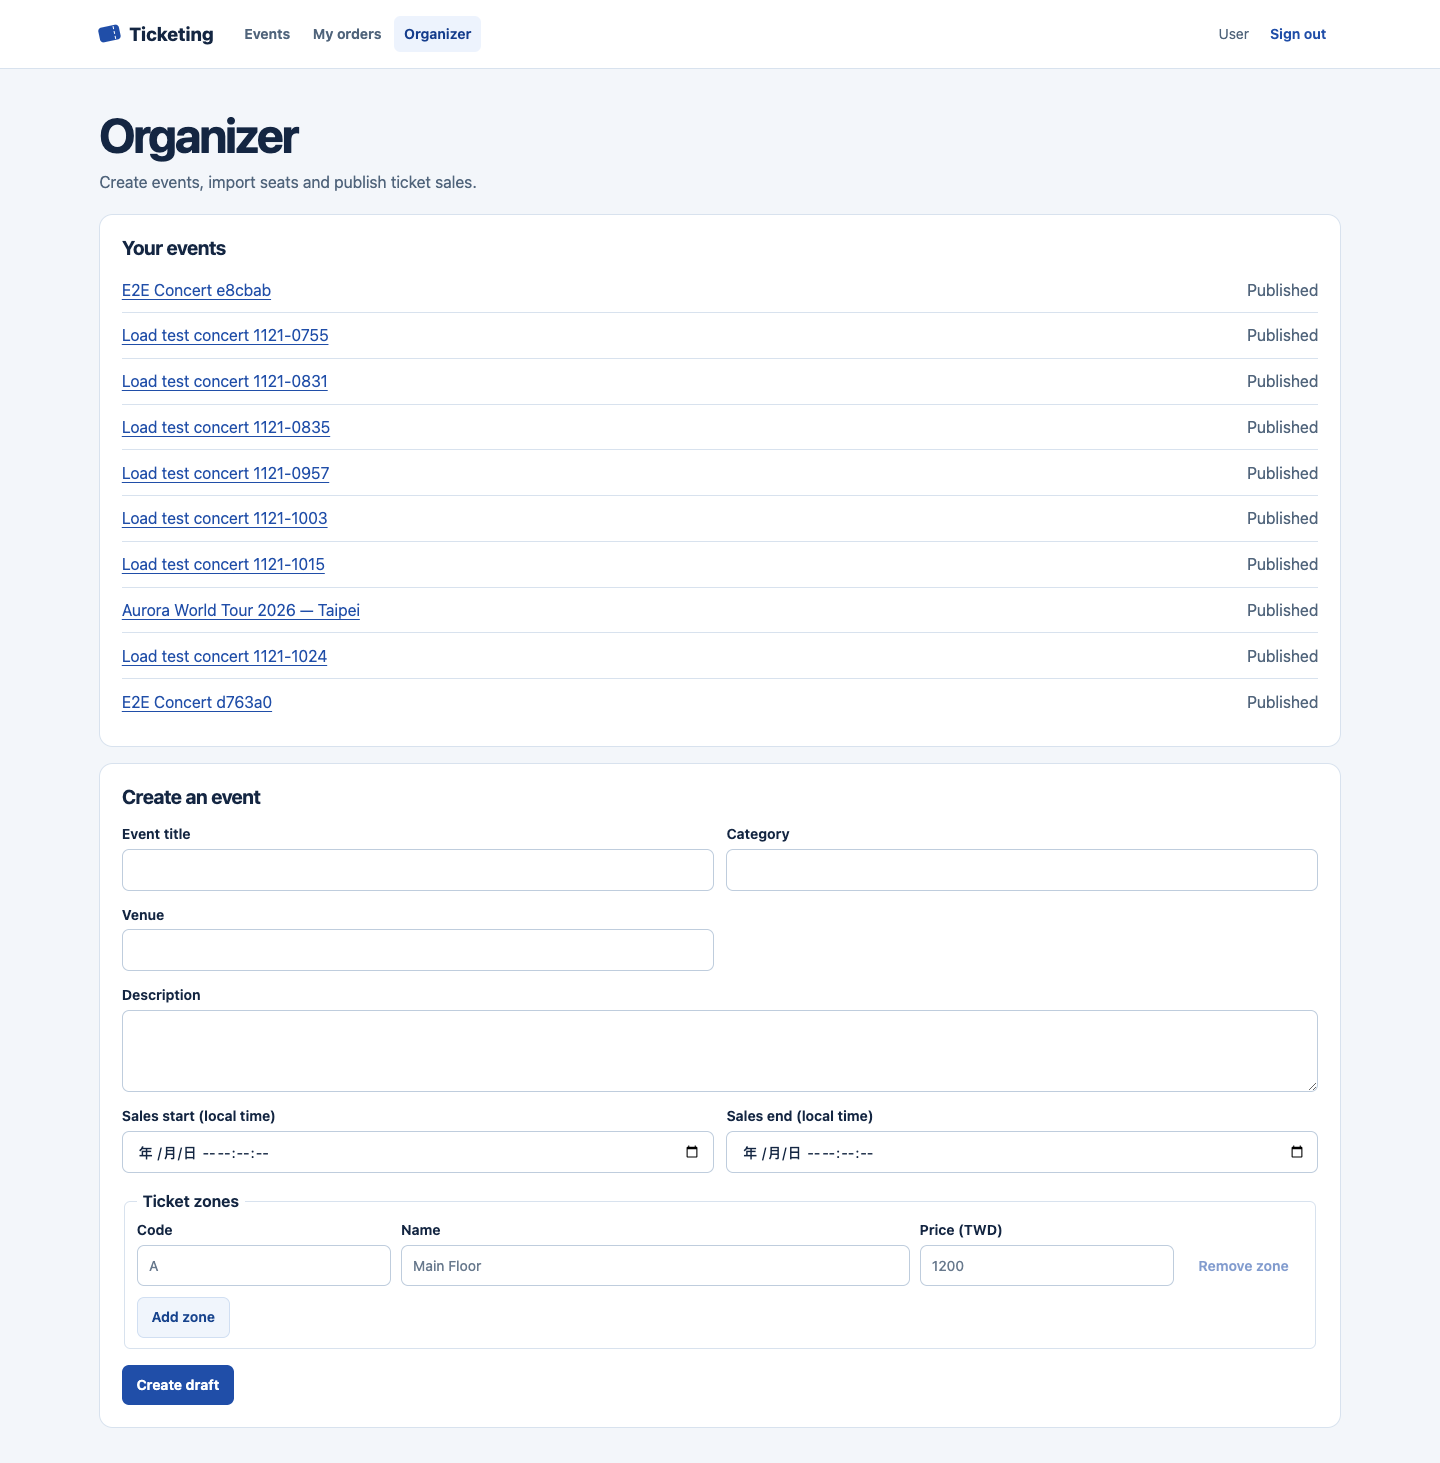 Ticketing Events My orders Organizer User Sign out
Organizer
Create events, import seats and publish ticket sales.
Your events
E2E Concert e8cbab Published
Load test concert 1121-0755 Published
Load test concert 1121-0831 Published
Load test concert 1121-0835 Published
Load test concert 1121-0957 Published
Load test concert 1121-1003 Published
Load test concert 1121-1015 Published
Aurora World Tour 2026 — Taipei Published
Load test concert 1121-1024 Published
E2E Concert d763a0 Published
Create an event
Event title Category
Venue
Description
Sales start (local time) Sales end (local time)
年 /月/日 ----:--:-- 年 /月/日 ----:--:--
Ticket zones
Code Name Price (TWD)
A Main Floor 1200 Remove zone
Add zone
Create draft